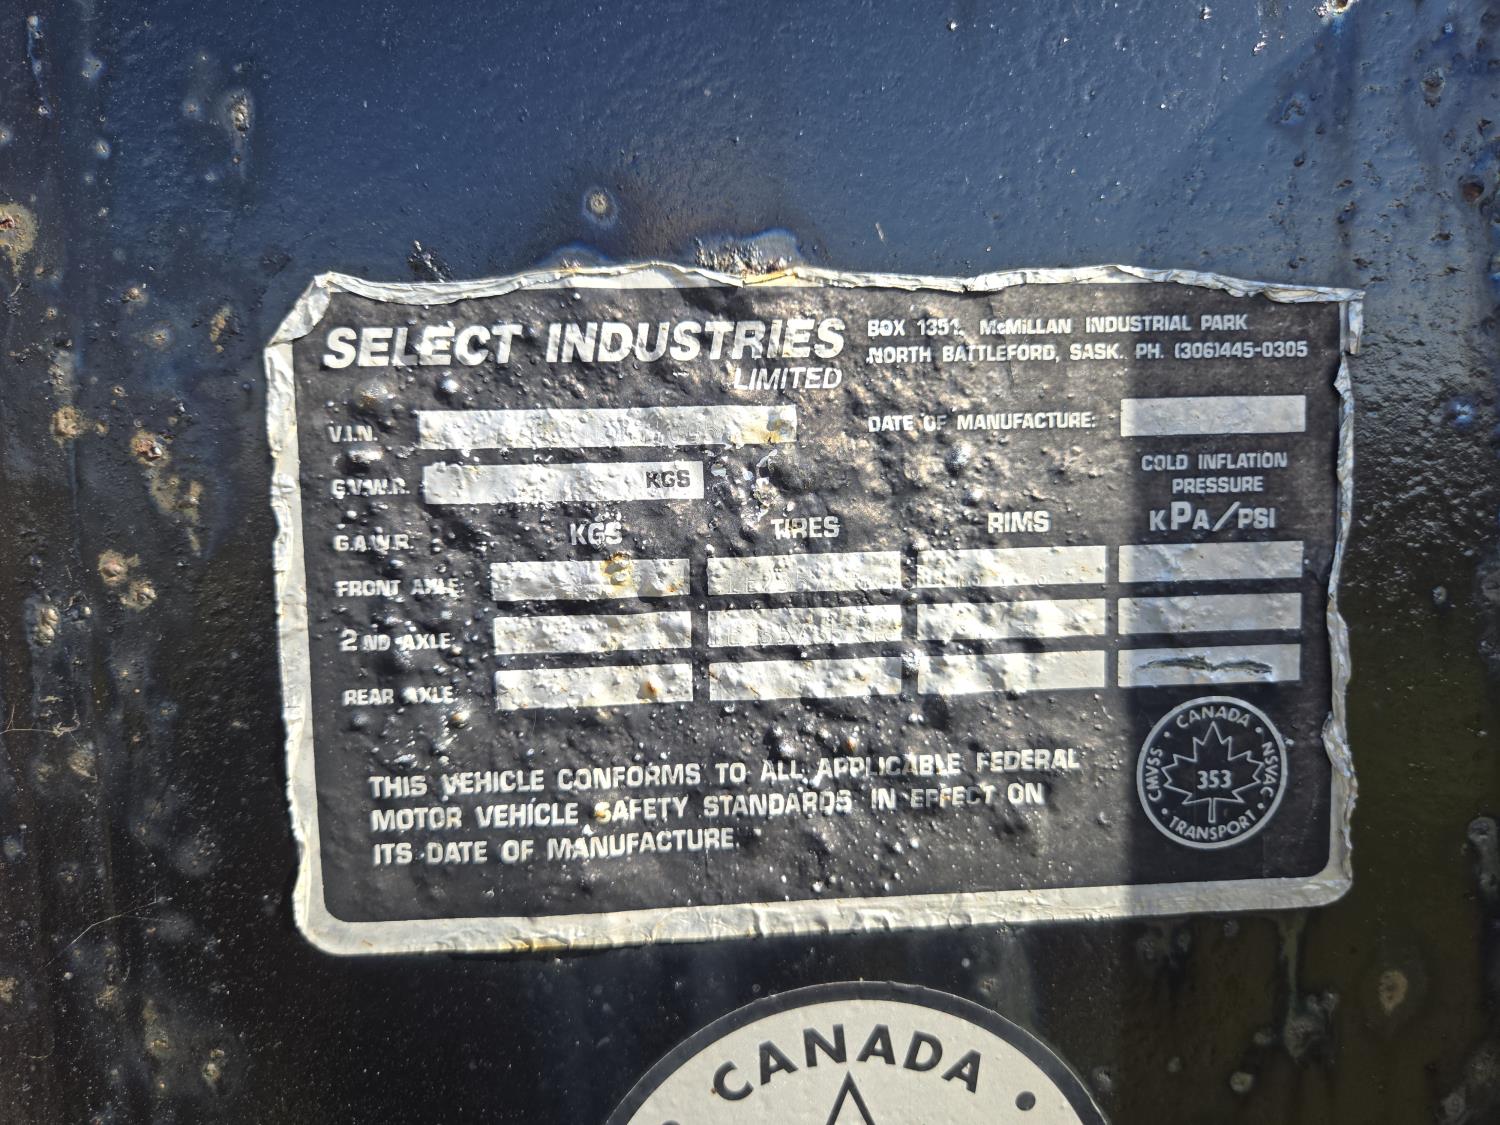 SELECT INDUSTRIES
LIMITED
BOX 1351, McMILLAN INDUSTRIAL PARK
NORTH BATTLEFORD, SASK. PH. (306)445-0305
V.I.N.
DATE OF MANUFACTURE:
G.V.W.R. KGS
COLD INFLATION
PRESSURE
G.A.W.R. KGS TIRES RIMS KPA/PSI
FRONT AXLE
2ND AXLE
REAR AXLE
THIS VEHICLE CONFORMS TO ALL APPLICABLE FEDERAL
MOTOR VEHICLE SAFETY STANDARDS IN EFFECT ON
ITS DATE OF MANUFACTURE.
CANADA
CMVSS 353 NSVAC
TRANSPORT
CANADA